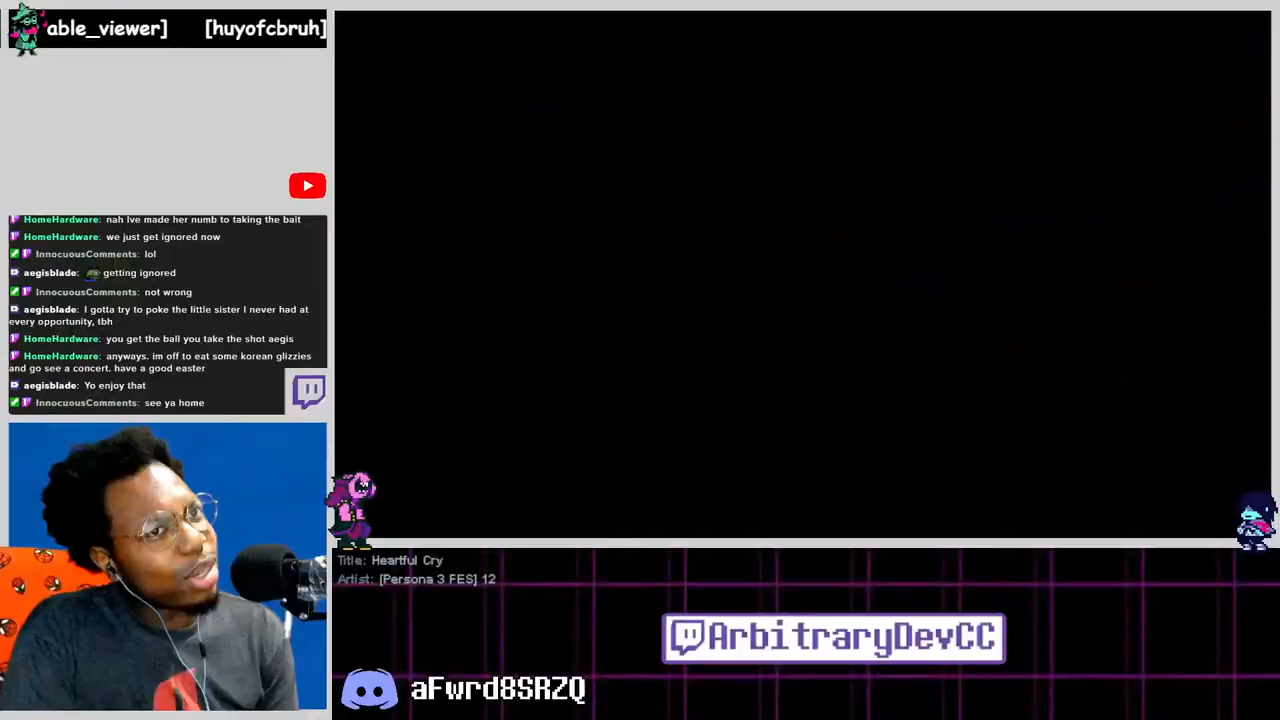 able_viewer] [huyofcbruh]
HomeHardware: nah Ive made her numb to taking the bait
HomeHardware: we just get ignored now
InnocuousComments: lol
aegisblade: getting ignored
InnocuousComments: not wrong
aegisblade: I gotta try to poke the little sister I never had at
every opportunity, tbh
HomeHardware: you get the ball you take the shot aegis
HomeHardware: anyways. im off to eat some korean glizzies
and go see a concert. have a good easter
aegisblade: Yo enjoy that
InnocuousComments: see ya home
Title: Heartful Cry
Artist: [Persona 3 FES] 12
ArbitraryDevCC
aFwrd8SRZQ